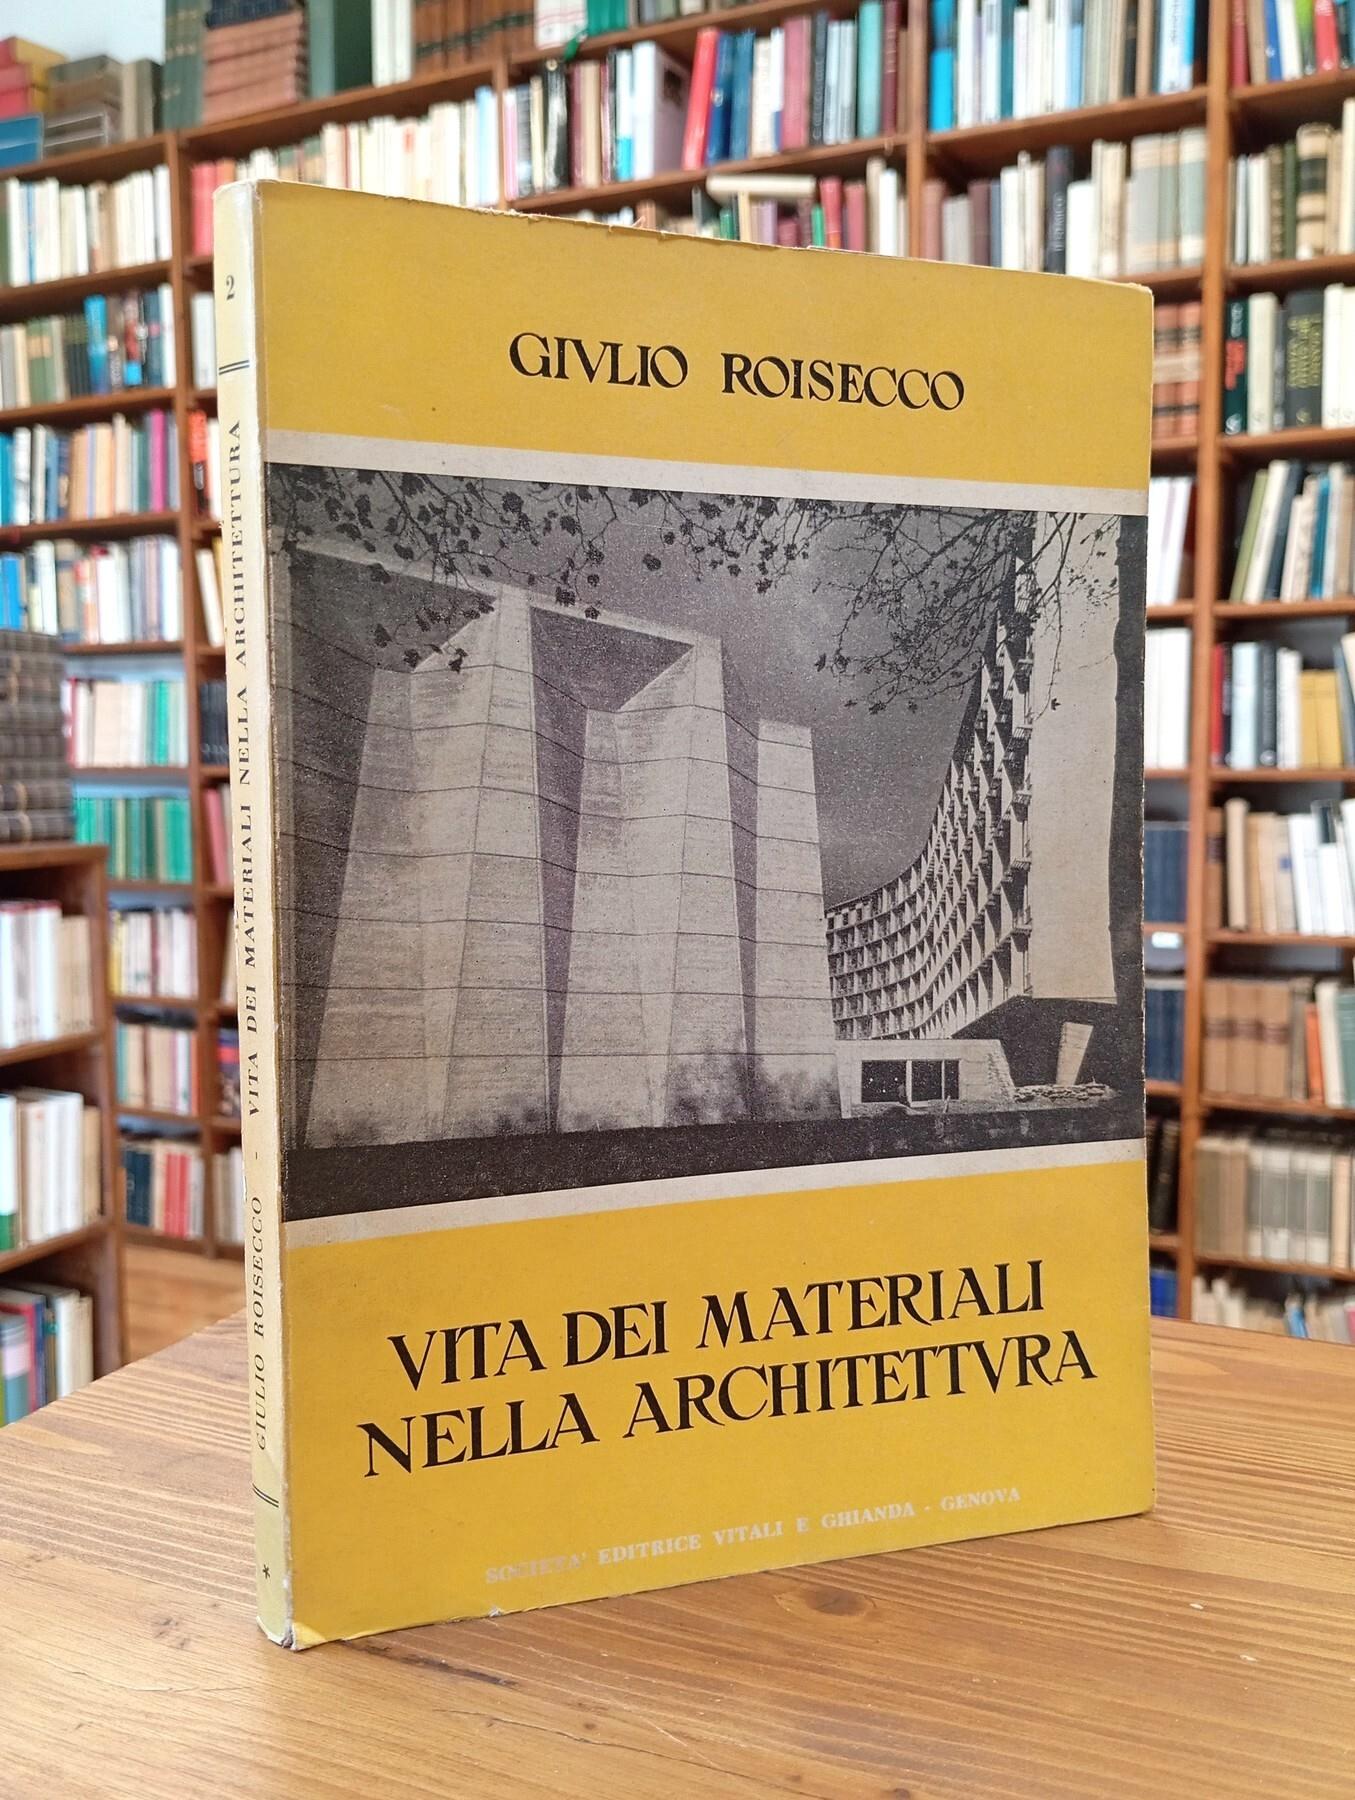 GIVLIO ROISECCO
VITA DEI MATERIALI
NELLA ARCHITETTVRA
SOCIETA' EDITRICE VITALI E GHIANDA - GENOVA
2
GIULIO ROISECCO - VITA DEI MATERIALI NELLA ARCHITETTURA
*